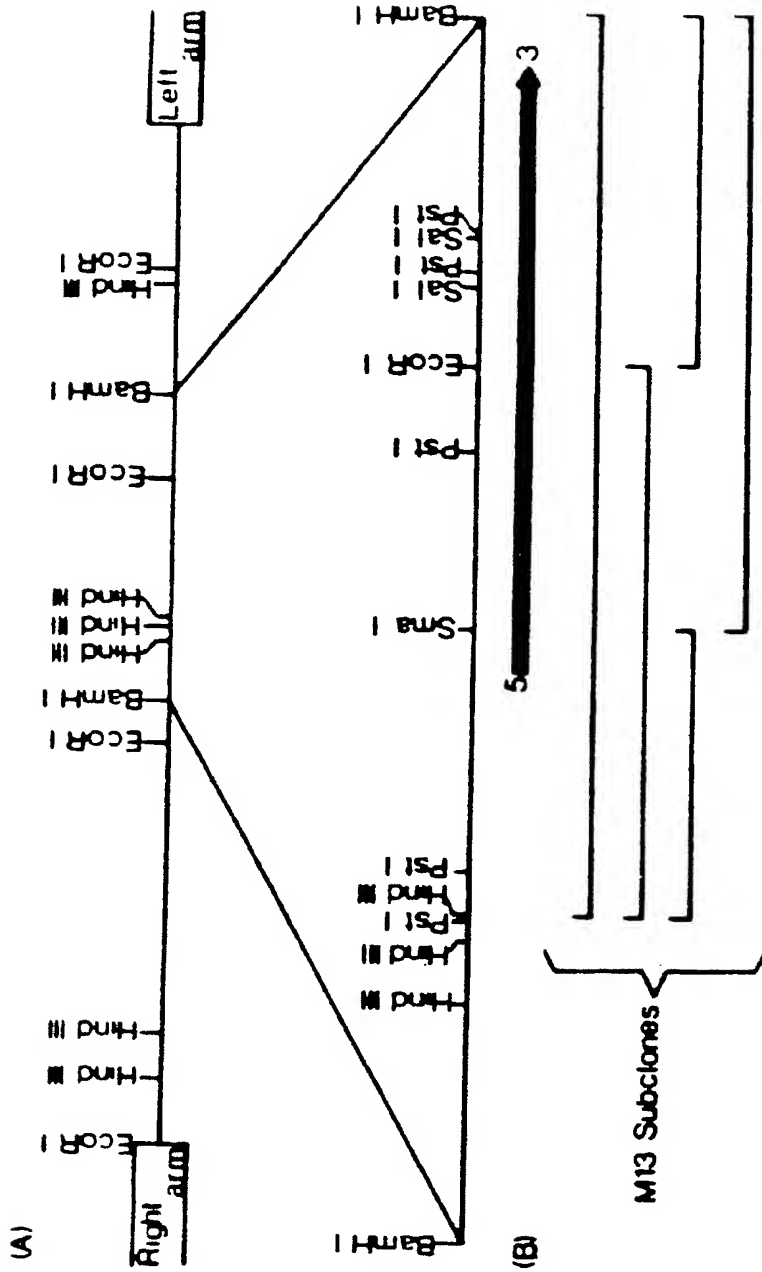 (A)
Right
arm
EcoR I
Hind III
Hind III
EcoR I
BamH I
Hind III
Hind III
Hind III
EcoR I
BamH I
Hind III
EcoR I
Left
arm
(B)
BamH I
Hind III
Hind III
Pst I
Hind III
Pst I
Sma I
Pst I
EcoR I
Sal I
Pst I
Sal I
Pst I
BamH I
5
3
M13 Subclones